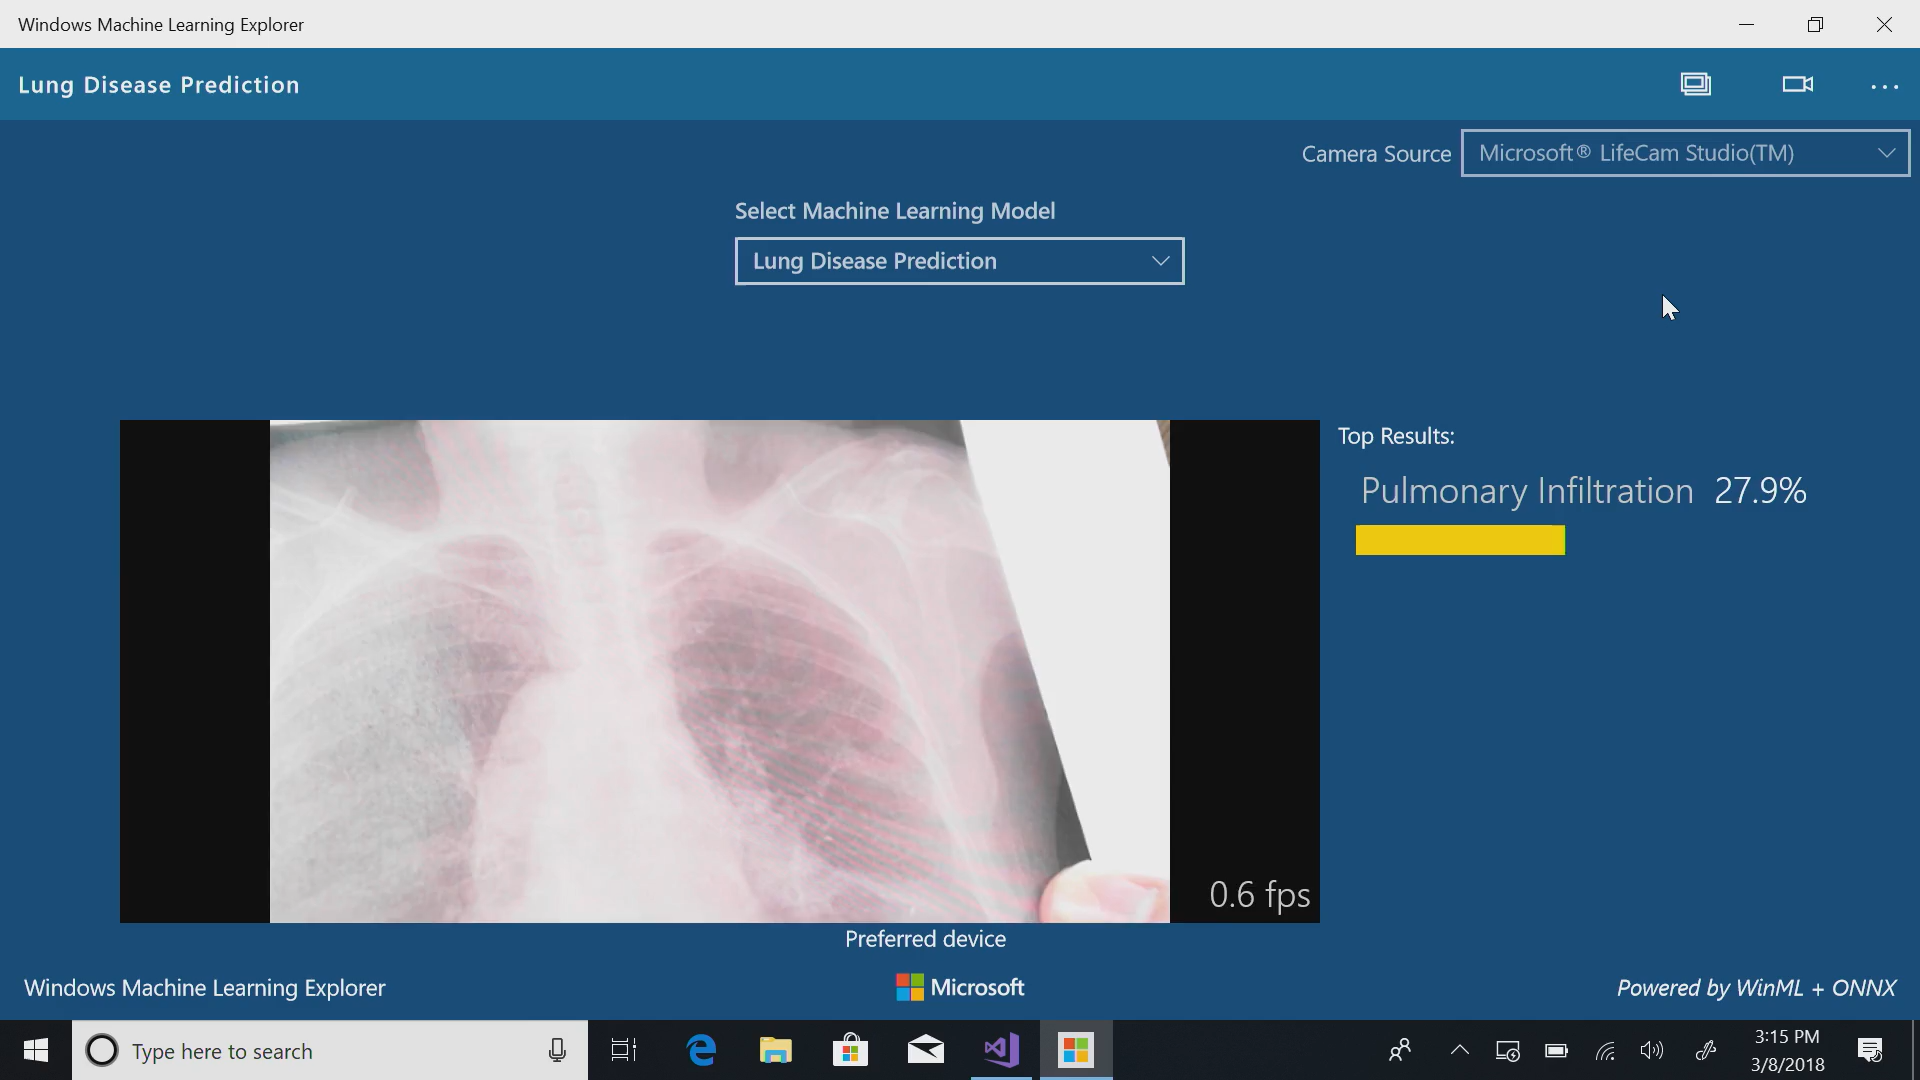 Windows Machine Learning Explorer
Lung Disease Prediction
Camera Source
Microsoft® LifeCam Studio(TM)
Select Machine Learning Model
Lung Disease Prediction
Top Results:
Pulmonary Infiltration 27.9%
0.6 fps
Preferred device
Windows Machine Learning Explorer
Microsoft
Powered by WinML + ONNX
Type here to search
3:15 PM
3/8/2018